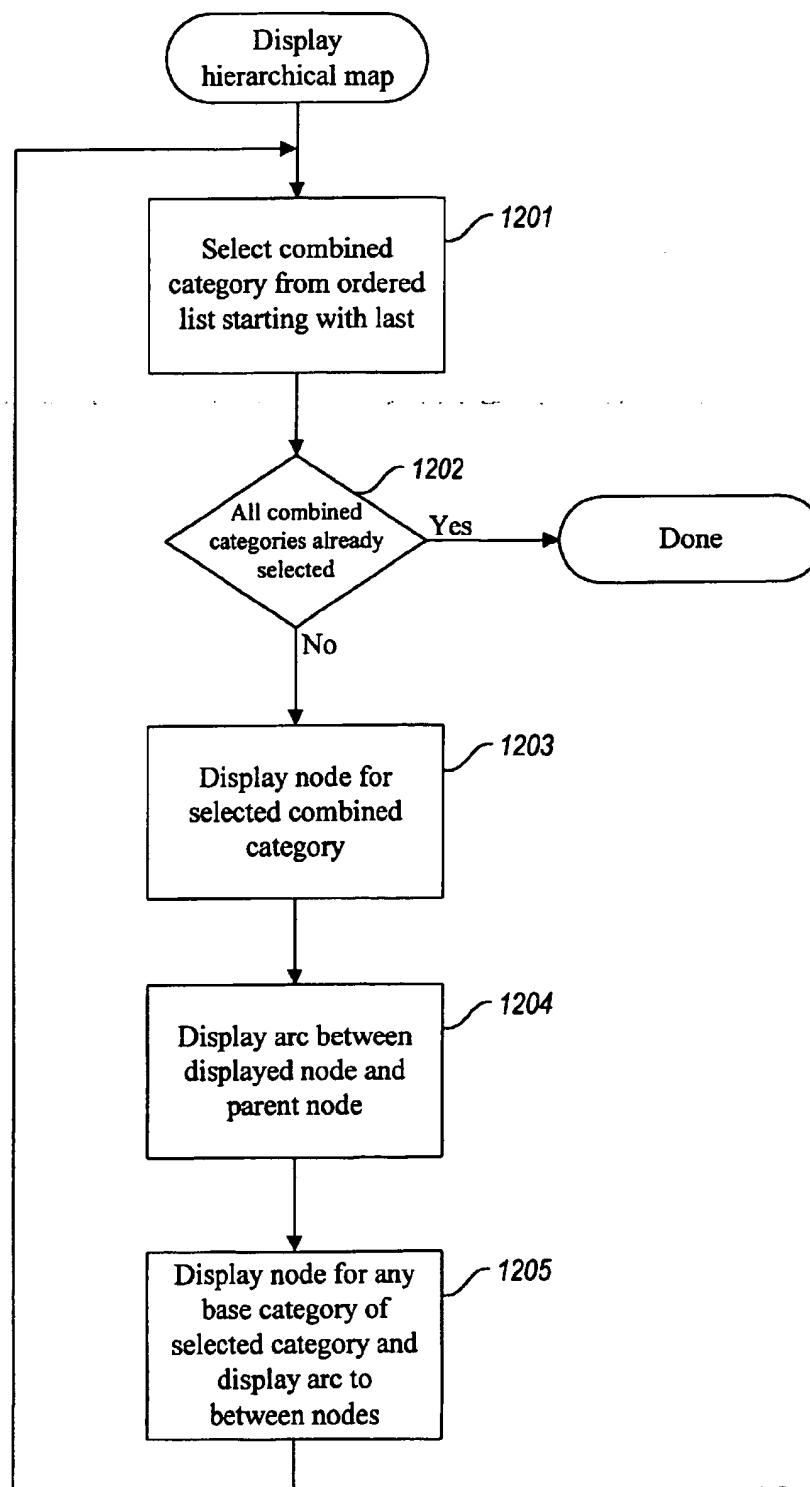 Display
hierarchical map
1201
Select combined
category from ordered
list starting with last
1202
All combined
categories already
selected
Yes
Done
No
1203
Display node for
selected combined
category
1204
Display arc between
displayed node and
parent node
1205
Display node for any
base category of
selected category and
display arc to
between nodes